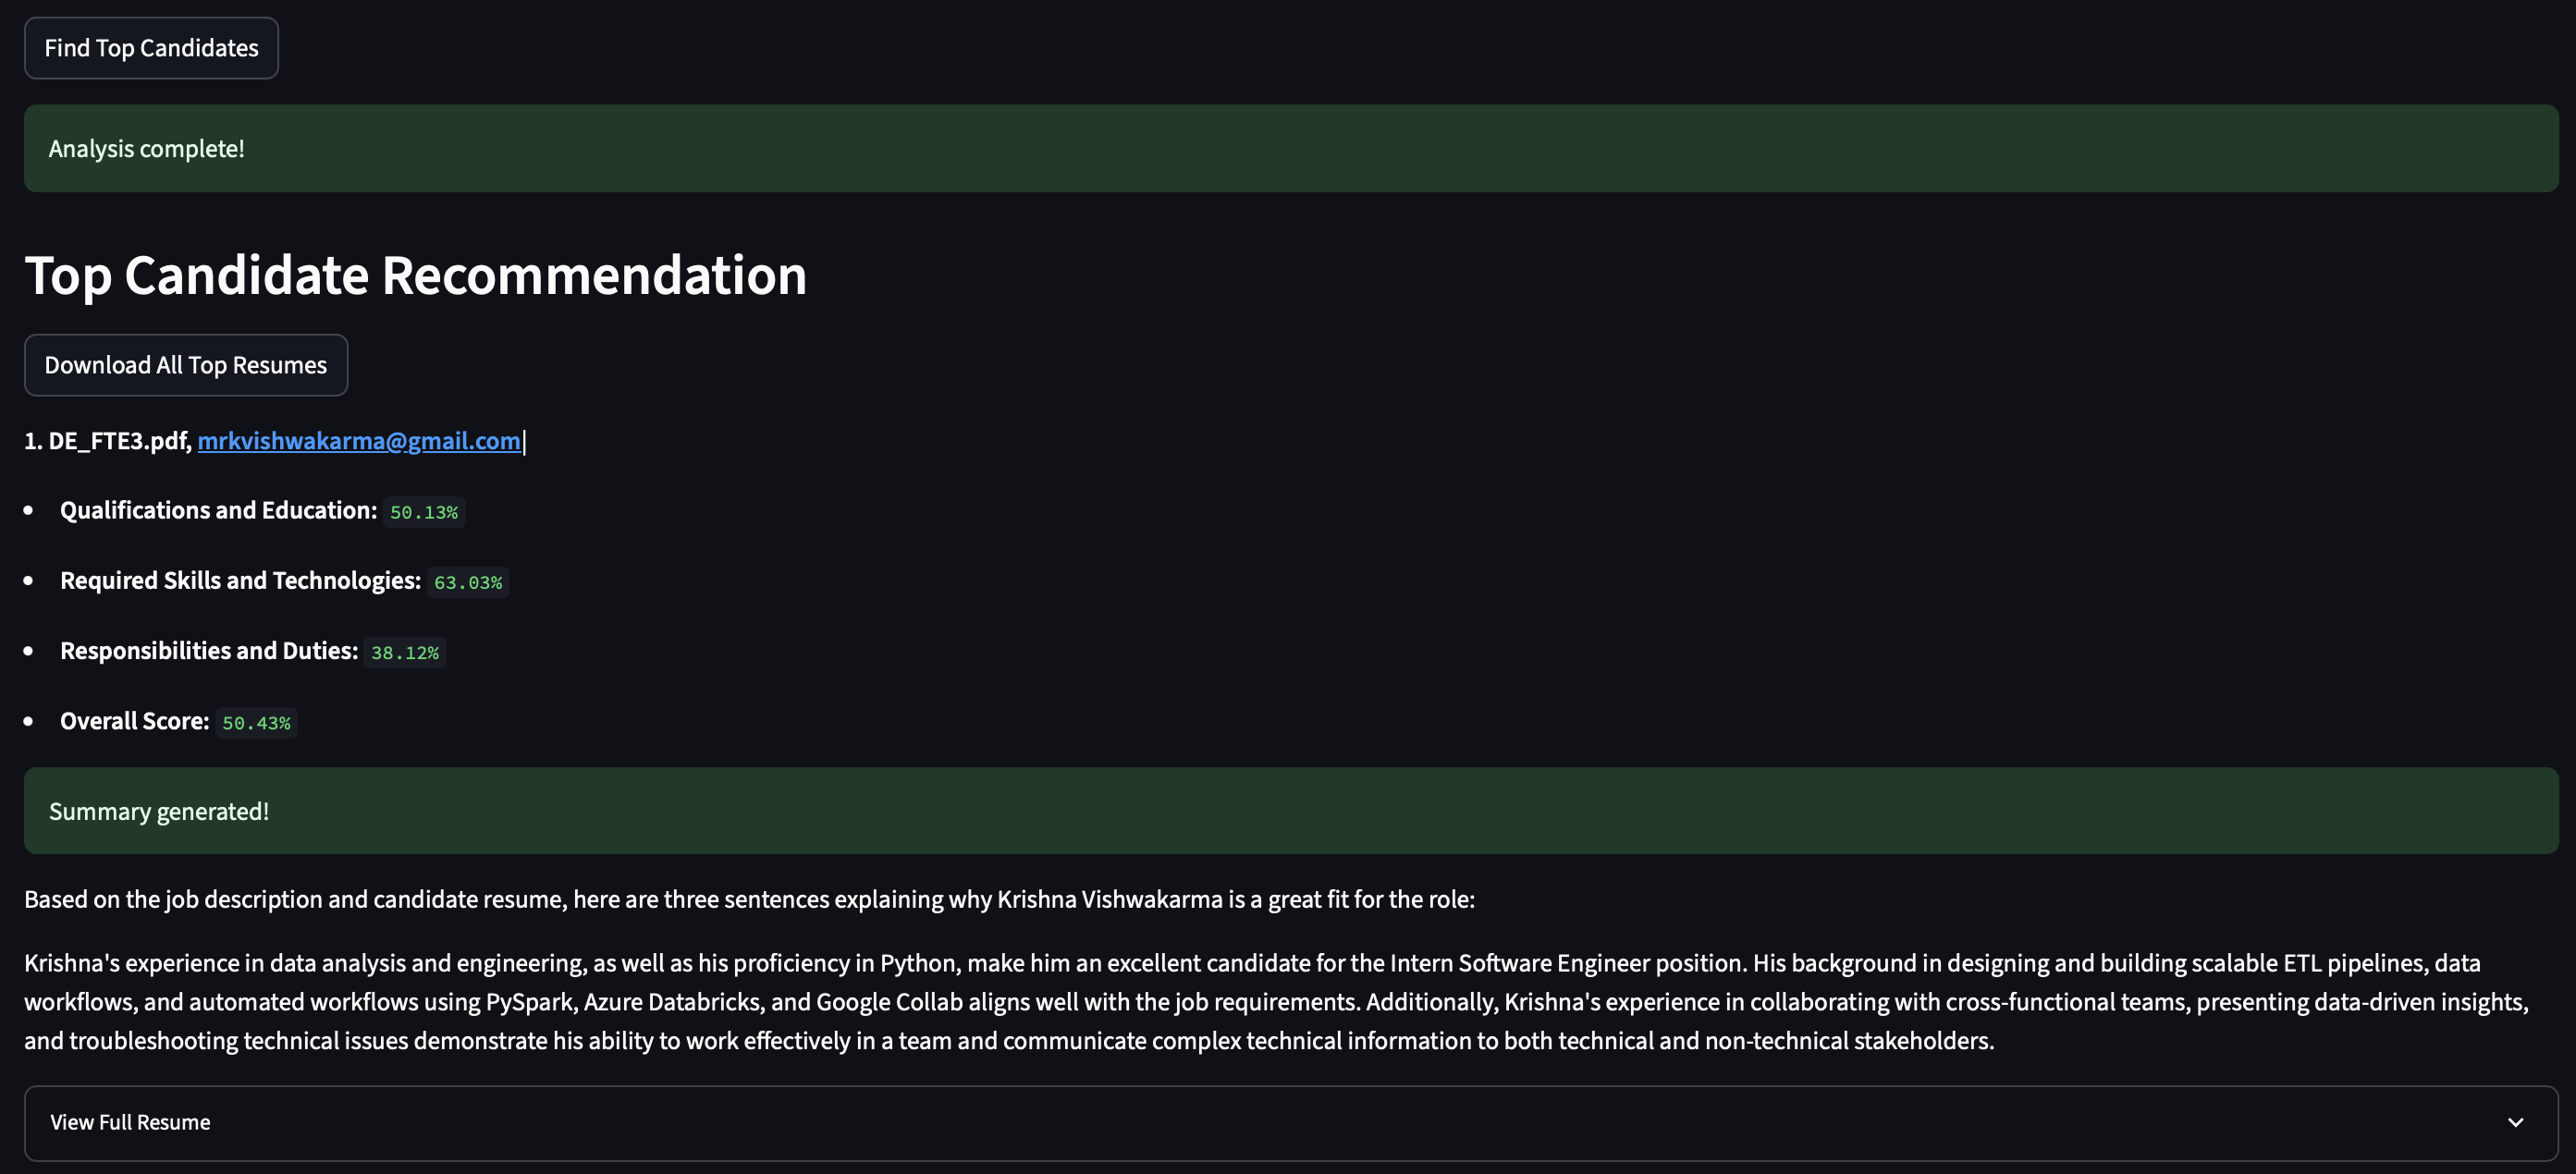 Find Top Candidates
Analysis complete!
Top Candidate Recommendation
Download All Top Resumes
1. DE_FTE3.pdf, mrkvishwakarma@gmail.com|
• Qualifications and Education: 50.13%
• Required Skills and Technologies: 63.03%
• Responsibilities and Duties: 38.12%
• Overall Score: 50.43%
Summary generated!
Based on the job description and candidate resume, here are three sentences explaining why Krishna Vishwakarma is a great fit for the role:
Krishna's experience in data analysis and engineering, as well as his proficiency in Python, make him an excellent candidate for the Intern Software Engineer position. His background in designing and building scalable ETL pipelines, data
workflows, and automated workflows using PySpark, Azure Databricks, and Google Collab aligns well with the job requirements. Additionally, Krishna's experience in collaborating with cross-functional teams, presenting data-driven insights,
and troubleshooting technical issues demonstrate his ability to work effectively in a team and communicate complex technical information to both technical and non-technical stakeholders.
View Full Resume